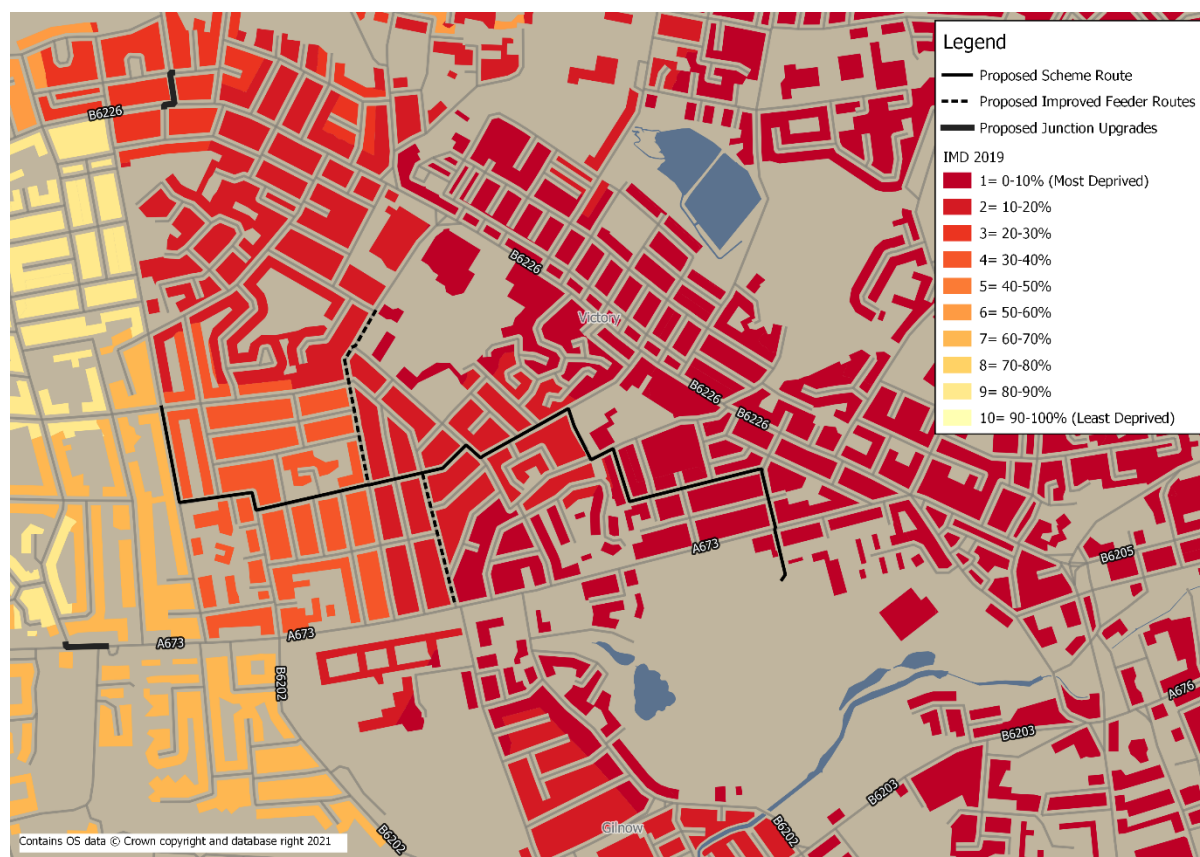 Legend
Proposed Scheme Route
Proposed Improved Feeder Routes
Proposed Junction Upgrades
IMD 2019
1= 0-10% (Most Deprived)
2= 10-20%
3= 20-30%
4= 30-40%
5= 40-50%
6= 50-60%
7= 60-70%
8= 70-80%
9= 80-90%
10= 90-100% (Least Deprived)
B6226
B6226
Victory
B6226
B6226
A673
B6205
A673
A673
B6202
A676
B6203
B6203
Gilnow
B6202
B6202
Contains OS data © Crown copyright and database right 2021